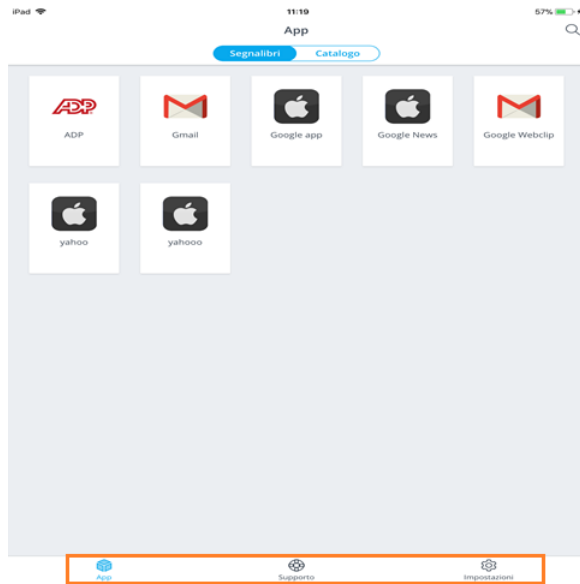 iPad 11:19 57%
App
Segnalibri Catalogo
ADP
ADP Gmail Google app Google News Google Webclip
yahoo yahooo
App Supporto Impostazioni